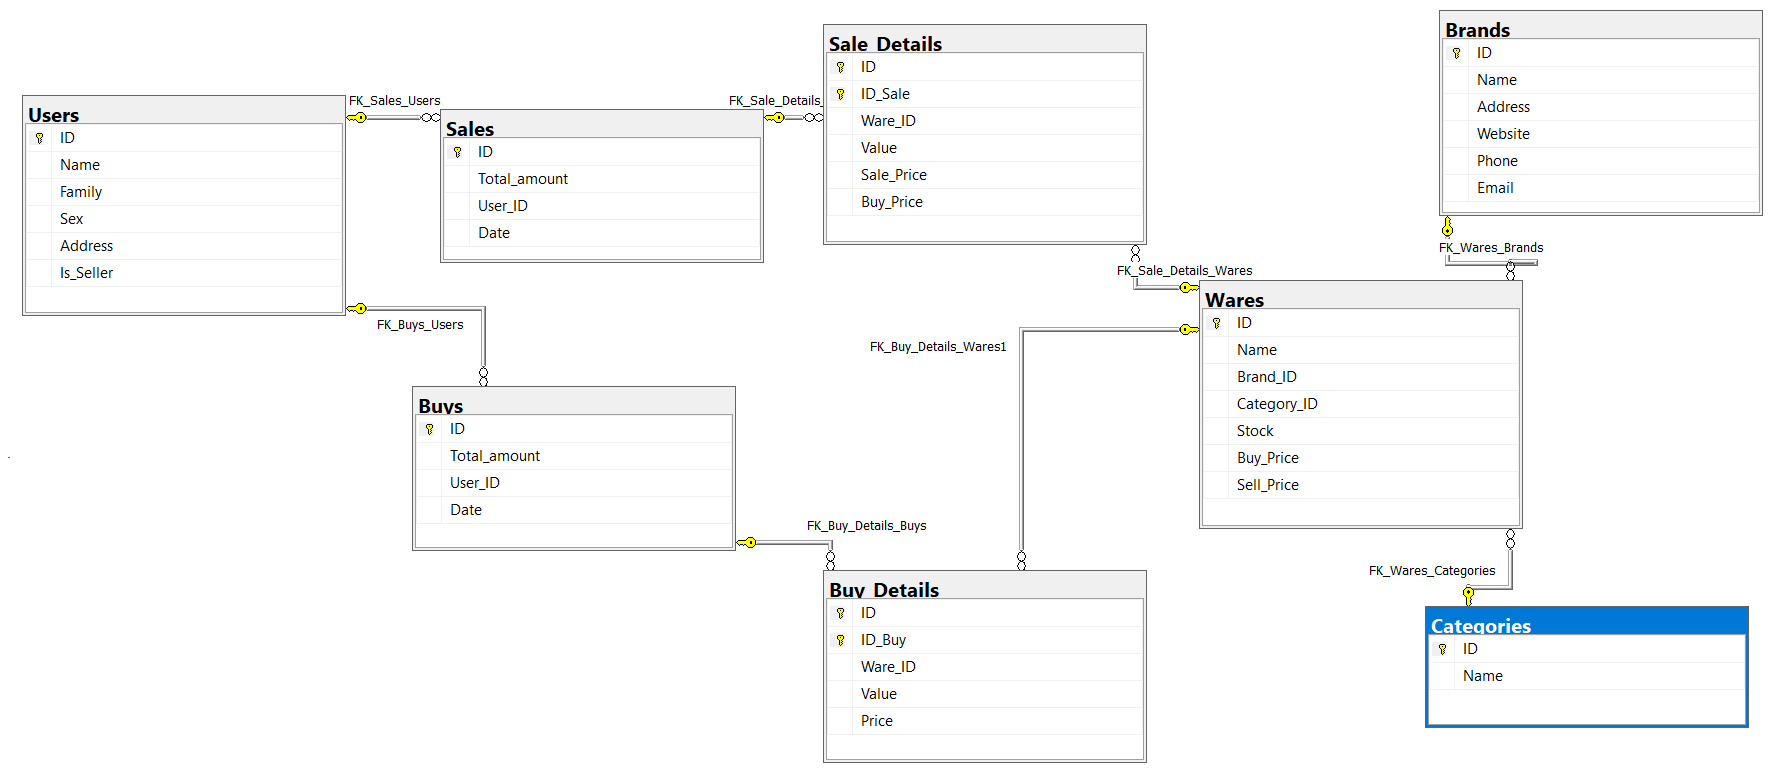 Users
ID
Name
Family
Sex
Address
Is_Seller
FK_Sales_Users
Sales
ID
Total_amount
User_ID
Date
FK_Sale_Details_
Sale_Details
ID
ID_Sale
Ware_ID
Value
Sale_Price
Buy_Price
Brands
ID
Name
Address
Website
Phone
Email
FK_Wares_Brands
FK_Sale_Details_Wares
Wares
ID
Name
Brand_ID
Category_ID
Stock
Buy_Price
Sell_Price
FK_Buys_Users
FK_Buy_Details_Wares1
Buys
ID
Total_amount
User_ID
Date
FK_Buy_Details_Buys
Buy_Details
ID
ID_Buy
Ware_ID
Value
Price
FK_Wares_Categories
Categories
ID
Name